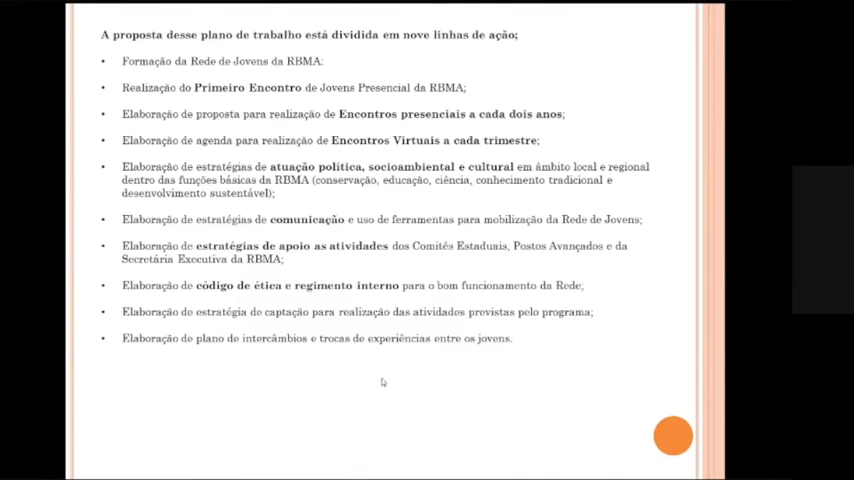 A proposta desse plano de trabalho está dividida em nove linhas de ação;
• Formação da Rede de Jovens da RBMA;
• Realização do Primeiro Encontro de Jovens Presencial da RBMA;
• Elaboração de proposta para realização de Encontros presenciais a cada dois anos;
• Elaboração de agenda para realização de Encontros Virtuais a cada trimestre;
• Elaboração de estratégias de atuação política, socioambiental e cultural em âmbito local e regional
dentro das funções básicas da RBMA (conservação, educação, ciência, conhecimento tradicional e
desenvolvimento sustentável);
• Elaboração de estratégias de comunicação e uso de ferramentas para mobilização da Rede de Jovens;
• Elaboração de estratégias de apoio as atividades dos Comitês Estaduais, Postos Avançados e da
Secretária Executiva da RBMA;
• Elaboração de código de ética e regimento interno para o bom funcionamento da Rede;
• Elaboração de estratégia de captação para realização das atividades previstas pelo programa;
• Elaboração de plano de intercâmbios e trocas de experiências entre os jovens.